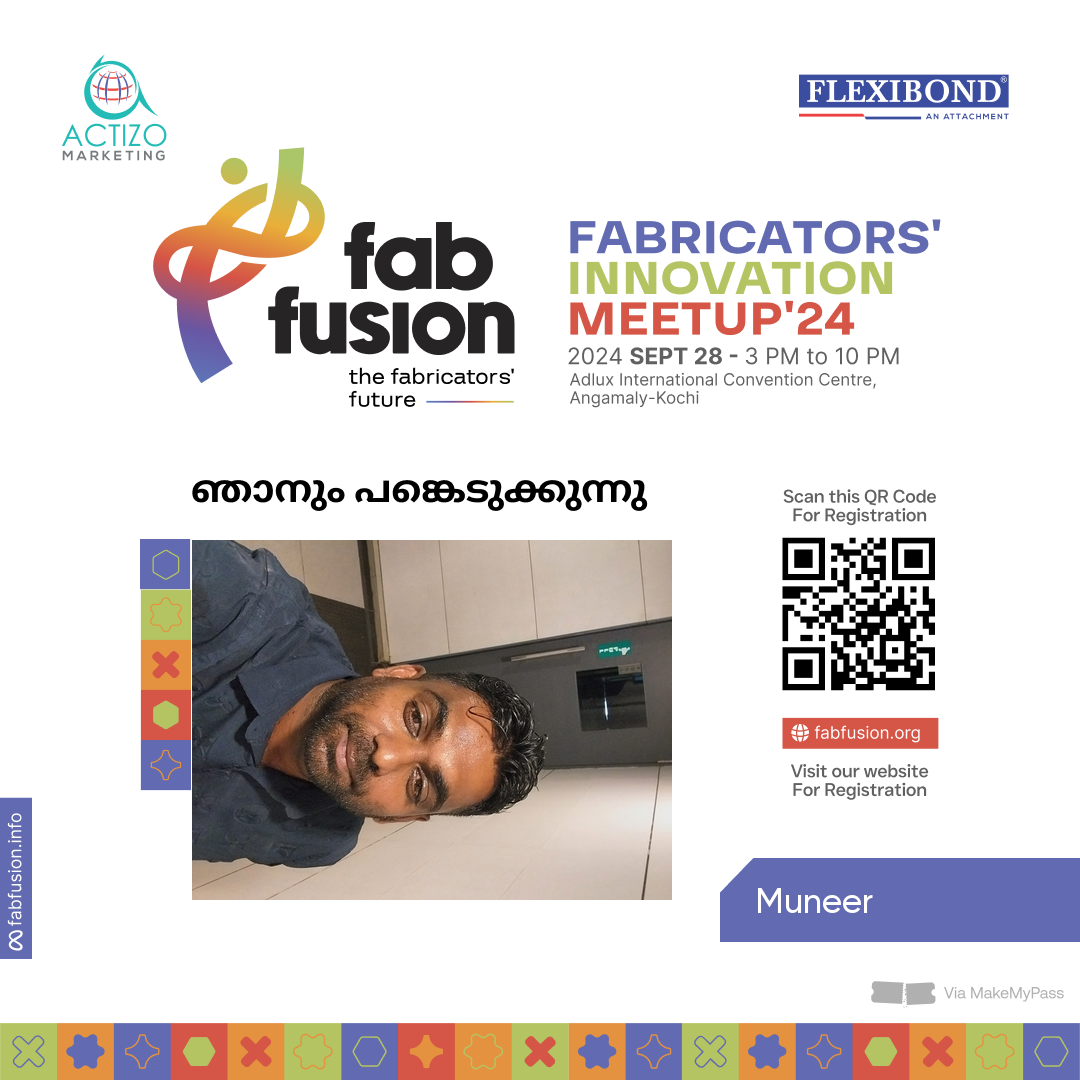 ACTIZO
MARKETING
FLEXIBOND®
AN ATTACHMENT
fab
fusion
the fabricators'
future
FABRICATORS'
INNOVATION
MEETUP'24
2024 SEPT 28 - 3 PM to 10 PM
Adlux International Convention Centre,
Angamaly-Kochi
ഞാനും പങ്കെടുക്കുന്നു
Scan this QR Code
For Registration
fabfusion.org
Visit our website
For Registration
fabfusion.info
Muneer
Via MakeMyPass